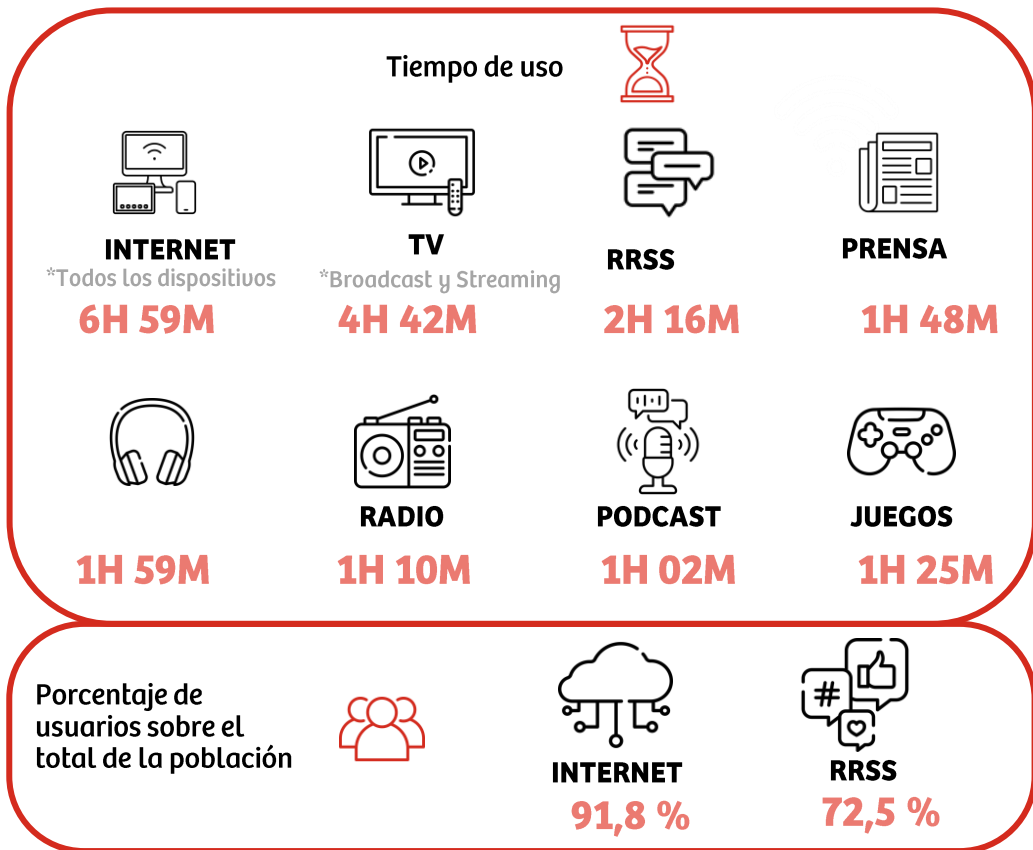 Tiempo de uso
INTERNET
*Todos los dispositivos
6H 59M
TV
*Broadcast y Streaming
4H 42M
RRSS
2H 16M
PRENSA
1H 48M
1H 59M
RADIO
1H 10M
PODCAST
1H 02M
JUEGOS
1H 25M
Porcentaje de
usuarios sobre el
total de la población
INTERNET
91,8 %
RRSS
72,5 %
#